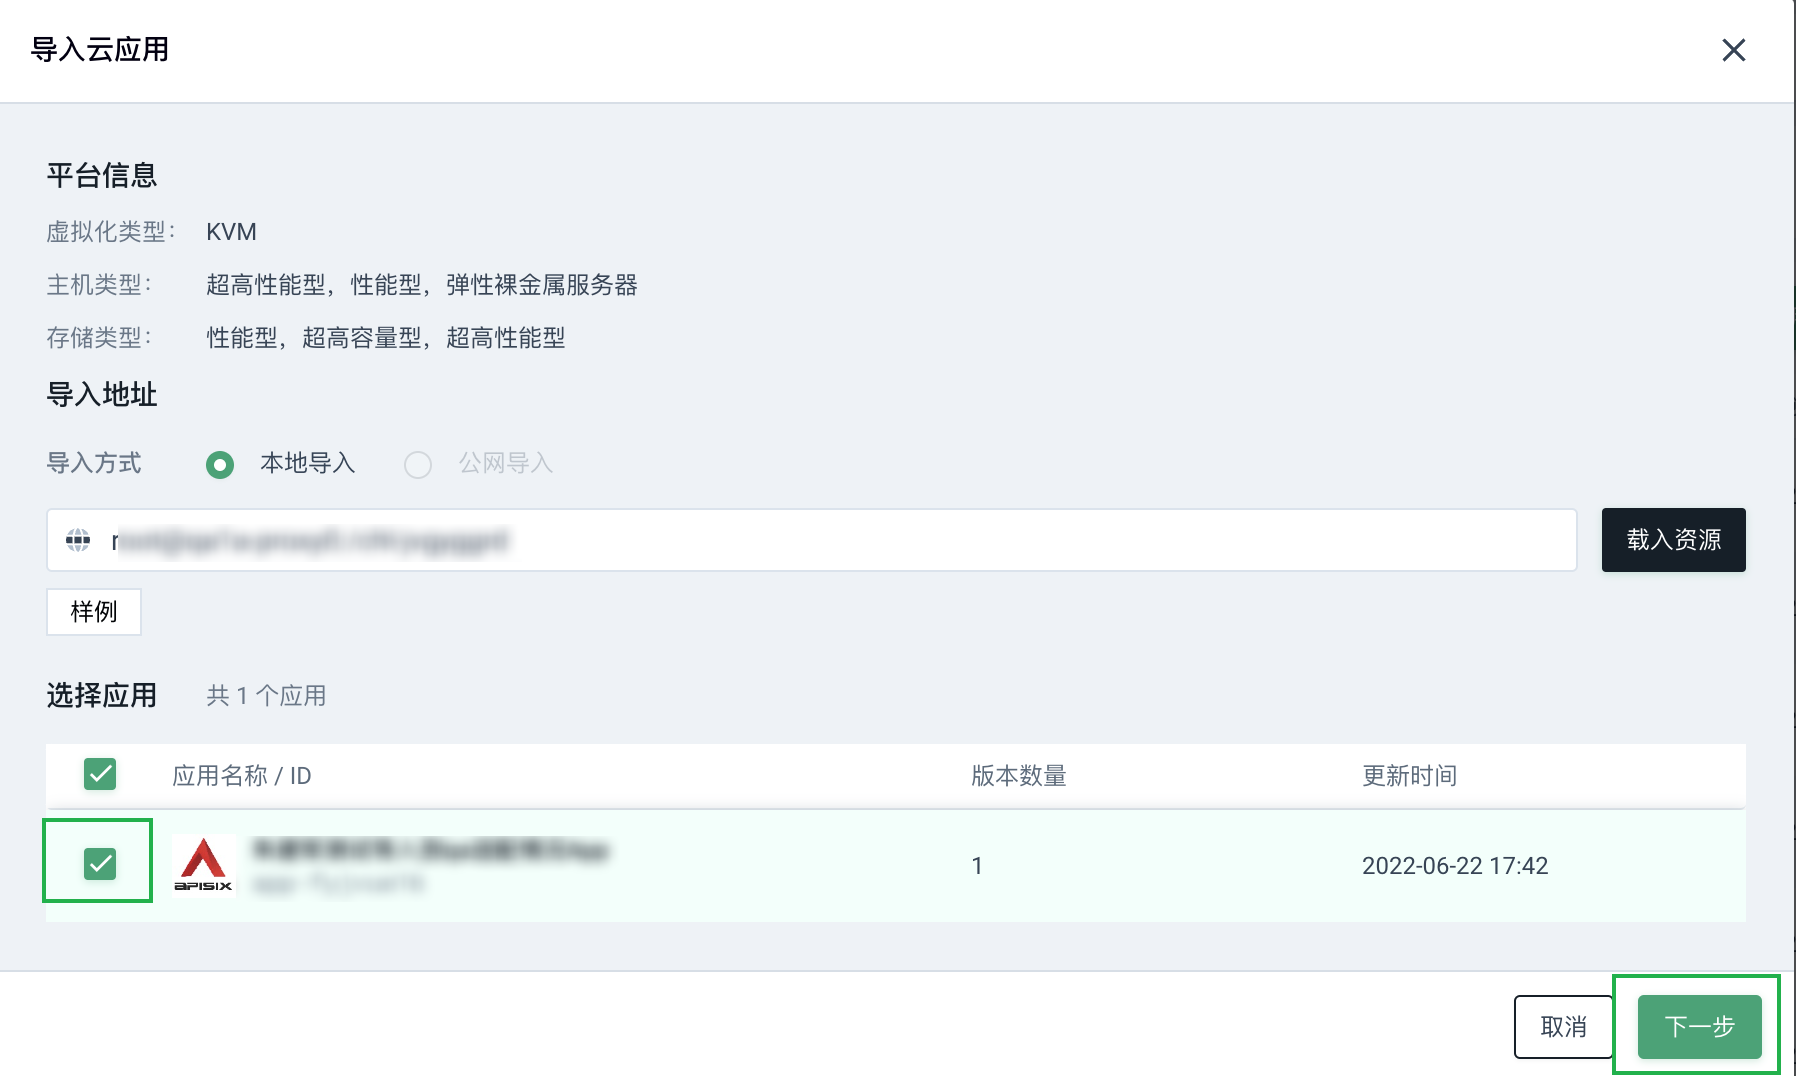 导入云应用
平台信息
虚拟化类型： KVM
主机类型： 超高性能型，性能型，弹性裸金属服务器
存储类型： 性能型，超高容量型，超高性能型
导入地址
导入方式 本地导入 公网导入
载入资源
样例
选择应用 共 1 个应用
应用名称 / ID 版本数量 更新时间
APISIX 1 2022-06-22 17:42
取消 下一步